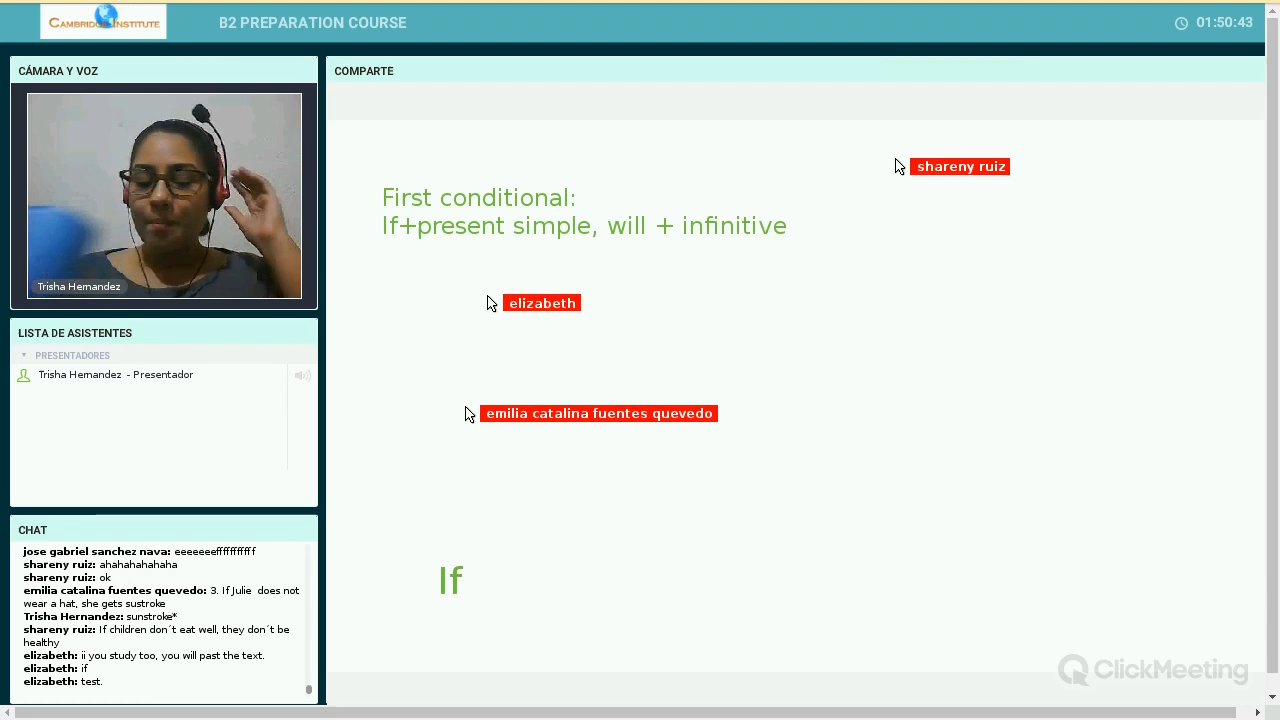 CAMBRIDGE INSTITUTE
B2 PREPARATION COURSE
01:50:43
CÁMARA Y VOZ
Trisha Hernandez
LISTA DE ASISTENTES
PRESENTADORES
Trisha Hernandez - Presentador
CHAT
jose gabriel sanchez nava: eeeeeeeffffffffffff
shareny ruiz: ahahahahahaha
shareny ruiz: ok
emilia catalina fuentes quevedo: 3. If Julie does not
wear a hat, she gets sustroke
Trisha Hernandez: sunstroke*
shareny ruiz: If children don´t eat well, they don´t be
healthy
elizabeth: ii you study too, you will past the text.
elizabeth: if
elizabeth: test.
COMPARTE
shareny ruiz
First conditional:
If+present simple, will + infinitive
elizabeth
emilia catalina fuentes quevedo
If
ClickMeeting